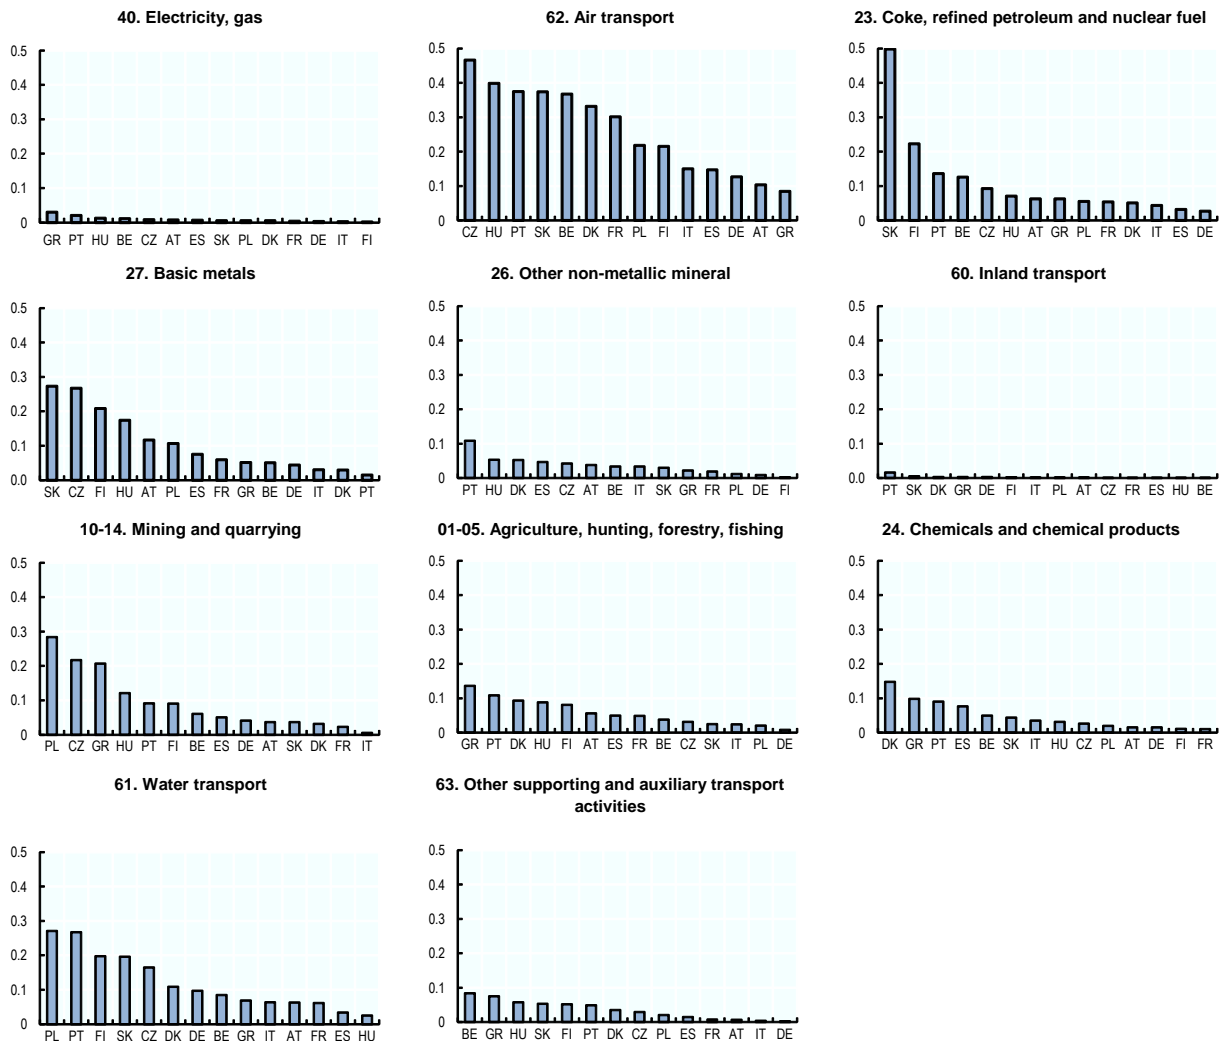 40. Electricity, gas
0.5
0.4
0.3
0.2
0.1
0
GR PT HU BE CZ AT ES SK PL DK FR DE IT FI
62. Air transport
0.5
0.4
0.3
0.2
0.1
0
CZ HU PT SK BE DK FR PL FI IT ES DE AT GR
23. Coke, refined petroleum and nuclear fuel
0.5
0.4
0.3
0.2
0.1
0
SK FI PT BE CZ HU AT GR PL FR DK IT ES DE
27. Basic metals
0.5
0.4
0.3
0.2
0.1
0.0
SK CZ FI HU AT PL ES FR GR BE DE IT DK PT
26. Other non-metallic mineral
0.5
0.4
0.3
0.2
0.1
0
PT HU DK ES CZ AT BE IT SK GR FR PL DE FI
60. Inland transport
0.5
0.4
0.3
0.2
0.1
0
PT SK DK GR DE FI IT PL AT CZ FR ES HU BE
10-14. Mining and quarrying
0.5
0.4
0.3
0.2
0.1
0
PL CZ GR HU PT FI BE ES DE AT SK DK FR IT
01-05. Agriculture, hunting, forestry, fishing
0.5
0.4
0.3
0.2
0.1
0
GR PT DK HU FI AT ES FR BE CZ SK IT PL DE
24. Chemicals and chemical products
0.5
0.4
0.3
0.2
0.1
0
DK GR PT ES BE SK IT HU CZ PL AT DE FI FR
61. Water transport
0.5
0.4
0.3
0.2
0.1
0
PL PT FI SK CZ DK DE BE GR IT AT FR ES HU
63. Other supporting and auxiliary transport
activities
0.5
0.4
0.3
0.2
0.1
0
BE GR HU SK FI PT DK CZ PL ES FR AT IT DE